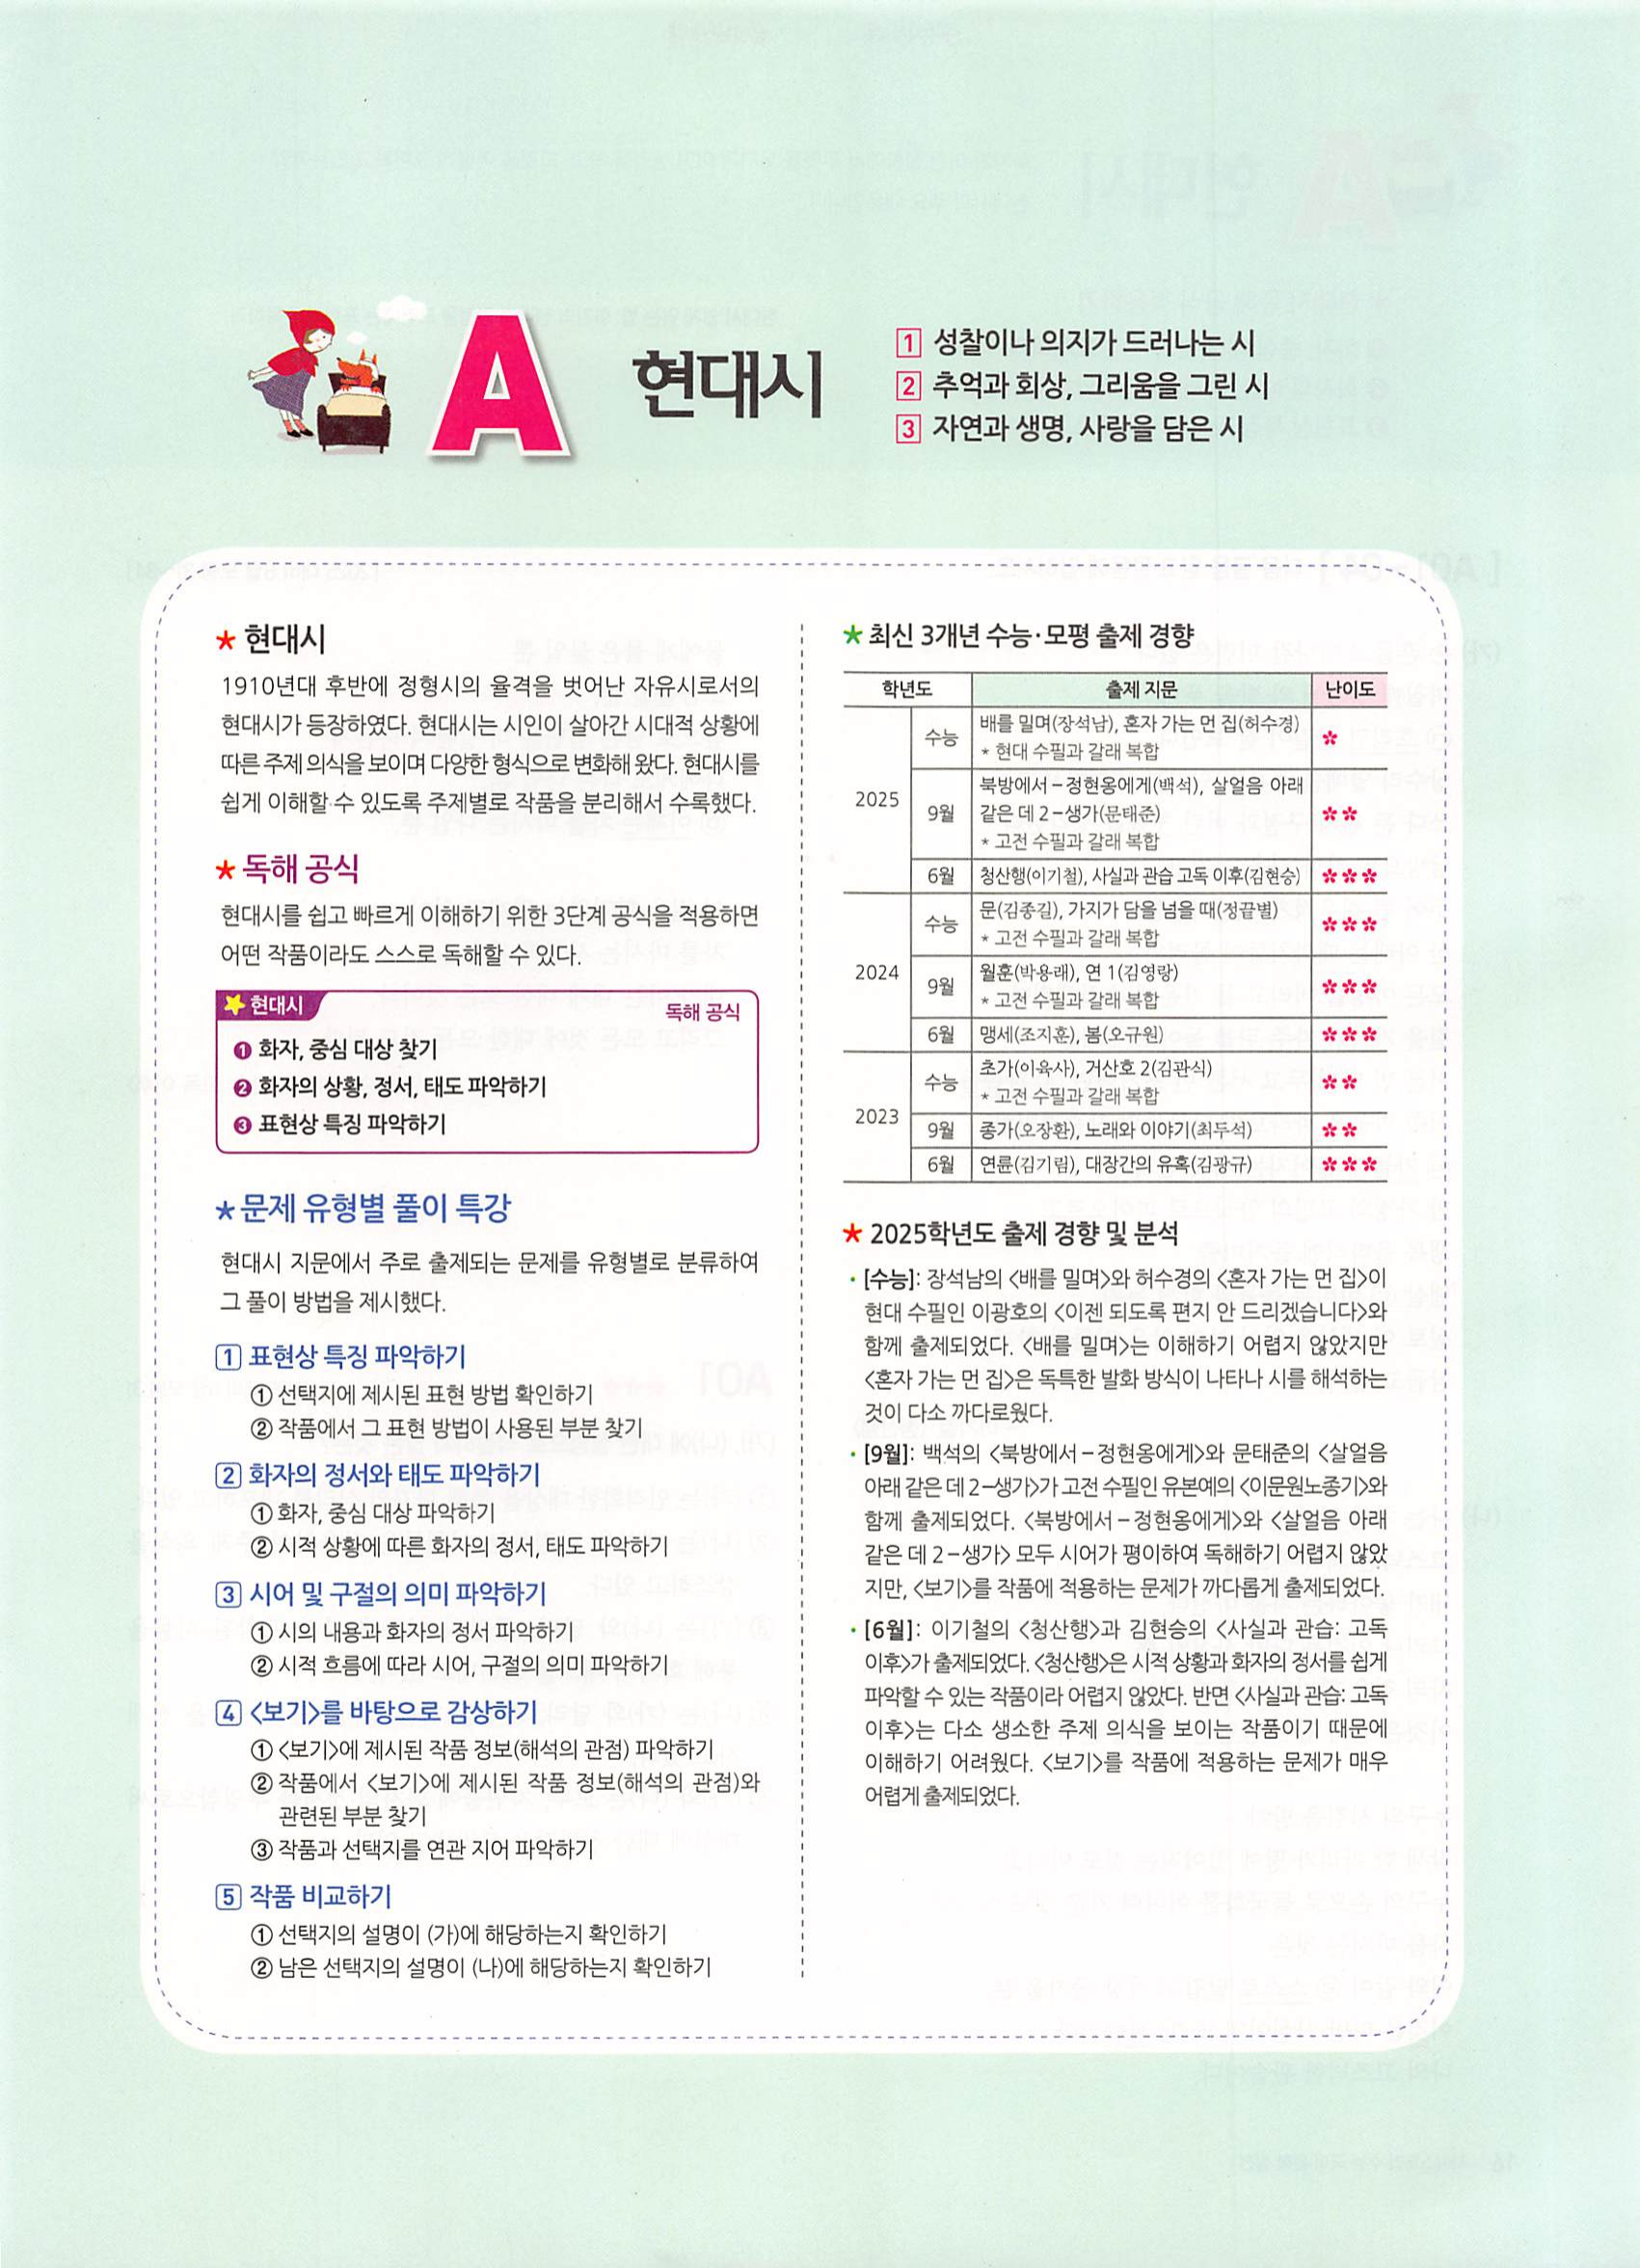 A 현대시
1 성찰이나 의지가 드러나는 시
2 추억과 회상, 그리움을 그린 시
3 자연과 생명, 사랑을 담은 시
★ 현대시
1910년대 후반에 정형시의 율격을 벗어난 자유시로서의
현대시가 등장하였다. 현대시는 시인이 살아간 시대적 상황에
따른 주제 의식을 보이며 다양한 형식으로 변화해 왔다. 현대시를
쉽게 이해할 수 있도록 주제별로 작품을 분리해서 수록했다.
★ 독해 공식
현대시를 쉽고 빠르게 이해하기 위한 3단계 공식을 적용하면
어떤 작품이라도 스스로 독해할 수 있다.
★ 현대시 독해 공식
❶ 화자, 중심 대상 찾기
❷ 화자의 상황, 정서, 태도 파악하기
❸ 표현상 특징 파악하기
★ 문제 유형별 풀이 특강
현대시 지문에서 주로 출제되는 문제를 유형별로 분류하여
그 풀이 방법을 제시했다.
1 표현상 특징 파악하기
① 선택지에 제시된 표현 방법 확인하기
② 작품에서 그 표현 방법이 사용된 부분 찾기
2 화자의 정서와 태도 파악하기
① 화자, 중심 대상 파악하기
② 시적 상황에 따른 화자의 정서, 태도 파악하기
3 시어 및 구절의 의미 파악하기
① 시의 내용과 화자의 정서 파악하기
② 시적 흐름에 따라 시어, 구절의 의미 파악하기
4 <보기>를 바탕으로 감상하기
① <보기>에 제시된 작품 정보(해석의 관점) 파악하기
② 작품에서 <보기>에 제시된 작품 정보(해석의 관점)와
관련된 부분 찾기
③ 작품과 선택지를 연관 지어 파악하기
5 작품 비교하기
① 선택지의 설명이 (가)에 해당하는지 확인하기
② 남은 선택지의 설명이 (나)에 해당하는지 확인하기
★ 최신 3개년 수능·모평 출제 경향
학년도 출제 지문 난이도
2025 수능 배를 밀며(장석남), 혼자 가는 먼 집(허수경) ✽
* 현대 수필과 갈래 복합
9월 북방에서-정현웅에게(백석), 살얼음 아래
같은 데 2-생가(문태준) ✽✽
* 고전 수필과 갈래 복합
6월 청산행(이기철), 사실과 관습 고독 이후(김현승) ✽✽✽
2024 수능 문(김종길), 가지가 담을 넘을 때(정끝별) ✽✽✽
* 고전 수필과 갈래 복합
9월 월훈(박용래), 연 1(김영랑) ✽✽✽
* 고전 수필과 갈래 복합
6월 맹세(조지훈), 봄(오규원) ✽✽✽
2023 수능 초가(이육사), 거산호 2(김관식) ✽✽
* 고전 수필과 갈래 복합
9월 종가(오장환), 노래와 이야기(최두석) ✽✽
6월 연륜(김기림), 대장간의 유혹(김광규) ✽✽✽
★ 2025학년도 출제 경향 및 분석
· [수능]: 장석남의 <배를 밀며>와 허수경의 <혼자 가는 먼 집>이
현대 수필인 이광호의 <이젠 되도록 편지 안 드리겠습니다>와
함께 출제되었다. <배를 밀며>는 이해하기 어렵지 않았지만
<혼자 가는 먼 집>은 독특한 발화 방식이 나타나 시를 해석하는
것이 다소 까다로웠다.
· [9월]: 백석의 <북방에서-정현웅에게>와 문태준의 <살얼음
아래 같은 데 2-생가>가 고전 수필인 유본예의 <이문원노종기>와
함께 출제되었다. <북방에서-정현웅에게>와 <살얼음 아래
같은 데 2-생가> 모두 시어가 평이하여 독해하기 어렵지 않았
지만, <보기>를 작품에 적용하는 문제가 까다롭게 출제되었다.
· [6월]: 이기철의 <청산행>과 김현승의 <사실과 관습: 고독
이후>가 출제되었다. <청산행>은 시적 상황과 화자의 정서를 쉽게
파악할 수 있는 작품이라 어렵지 않았다. 반면 <사실과 관습: 고독
이후>는 다소 생소한 주제 의식을 보이는 작품이기 때문에
이해하기 어려웠다. <보기>를 작품에 적용하는 문제가 매우
어렵게 출제되었다.